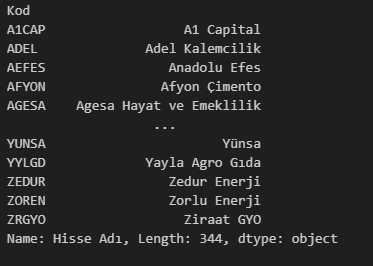 Kod
A1CAP A1 Capital
ADEL Adel Kalemcilik
AEFES Anadolu Efes
AFYON Afyon Çimento
AGESA Agesa Hayat ve Emeklilik
...
YUNSA Yünsa
YYLGD Yayla Agro Gıda
ZEDUR Zedur Enerji
ZOREN Zorlu Enerji
ZRGYO Ziraat GYO
Name: Hisse Adı, Length: 344, dtype: object